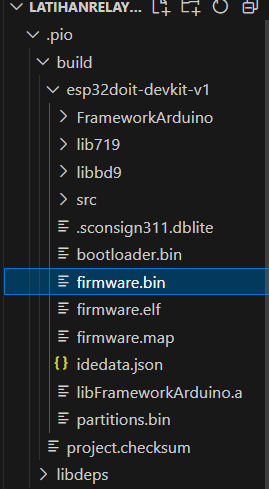 LATIHANRELAY...
.pio
build
esp32doit-devkit-v1
FrameworkArduino
lib719
libbd9
src
.sconsign311.dblite
bootloader.bin
firmware.bin
firmware.elf
firmware.map
{} idedata.json
libFrameworkArduino.a
partitions.bin
project.checksum
libdeps